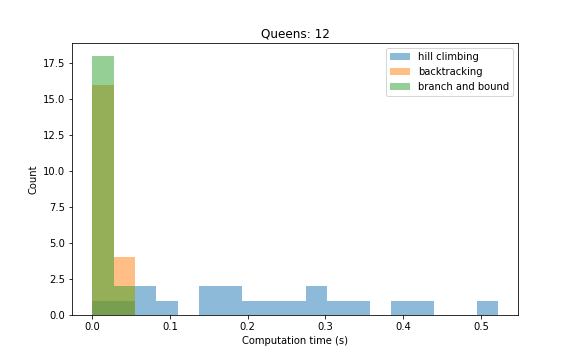 Queens: 12
hill climbing
backtracking
branch and bound
17.5
15.0
12.5
10.0
7.5
5.0
2.5
0.0
Count
0.0 0.1 0.2 0.3 0.4 0.5
Computation time (s)